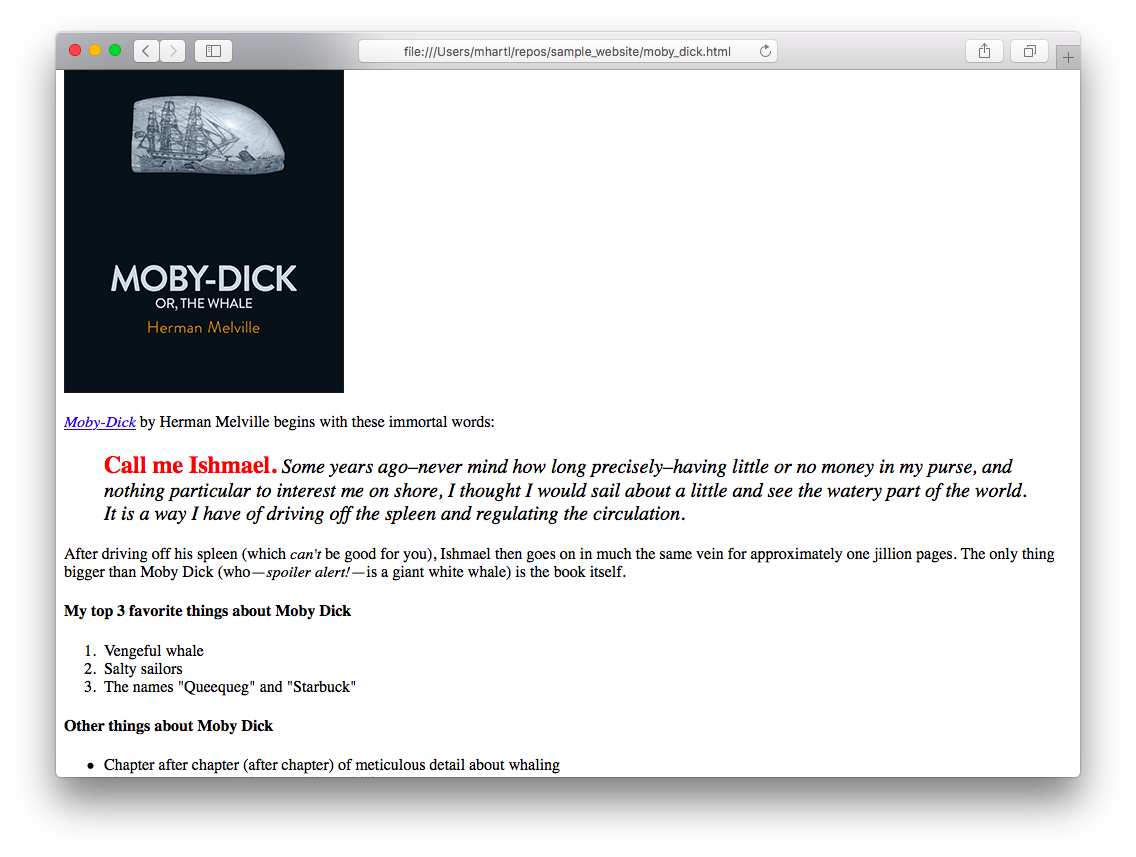 file:///Users/mhartl/repos/sample_website/moby_dick.html
MOBY-DICK
OR, THE WHALE
Herman Melville
Moby-Dick by Herman Melville begins with these immortal words:
Call me Ishmael. Some years ago–never mind how long precisely–having little or no money in my purse, and
nothing particular to interest me on shore, I thought I would sail about a little and see the watery part of the world.
It is a way I have of driving off the spleen and regulating the circulation.
After driving off his spleen (which can't be good for you), Ishmael then goes on in much the same vein for approximately one jillion pages. The only thing
bigger than Moby Dick (who—spoiler alert!—is a giant white whale) is the book itself.
My top 3 favorite things about Moby Dick
1. Vengeful whale
2. Salty sailors
3. The names "Queequeg" and "Starbuck"
Other things about Moby Dick
• Chapter after chapter (after chapter) of meticulous detail about whaling